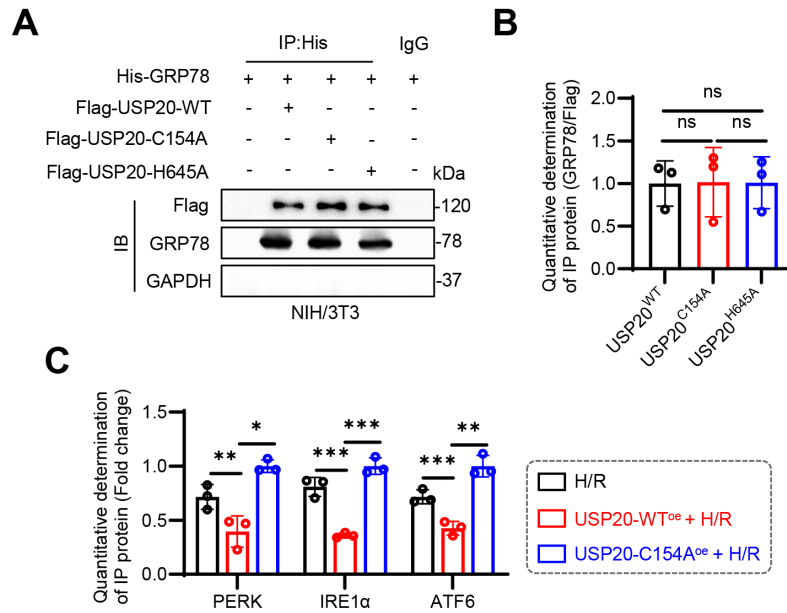 A
IP:His IgG
His-GRP78 + + + + +
Flag-USP20-WT - + - - -
Flag-USP20-C154A - - + - -
Flag-USP20-H645A - - - + -
kDa
IB
Flag -120
GRP78 -78
GAPDH -37
NIH/3T3
B
Quantitative determination
of IP protein (GRP78/Flag)
2.0
1.5
1.0
0.5
0.0
ns
ns ns
USP20^WT
USP20^C154A
USP20^H645A
C
Quantitative determination
of IP protein (Fold change)
1.5
1.0
0.5
0.0
** * *** *** *** **
PERK IRE1α ATF6
H/R
USP20-WT^oe + H/R
USP20-C154A^oe + H/R